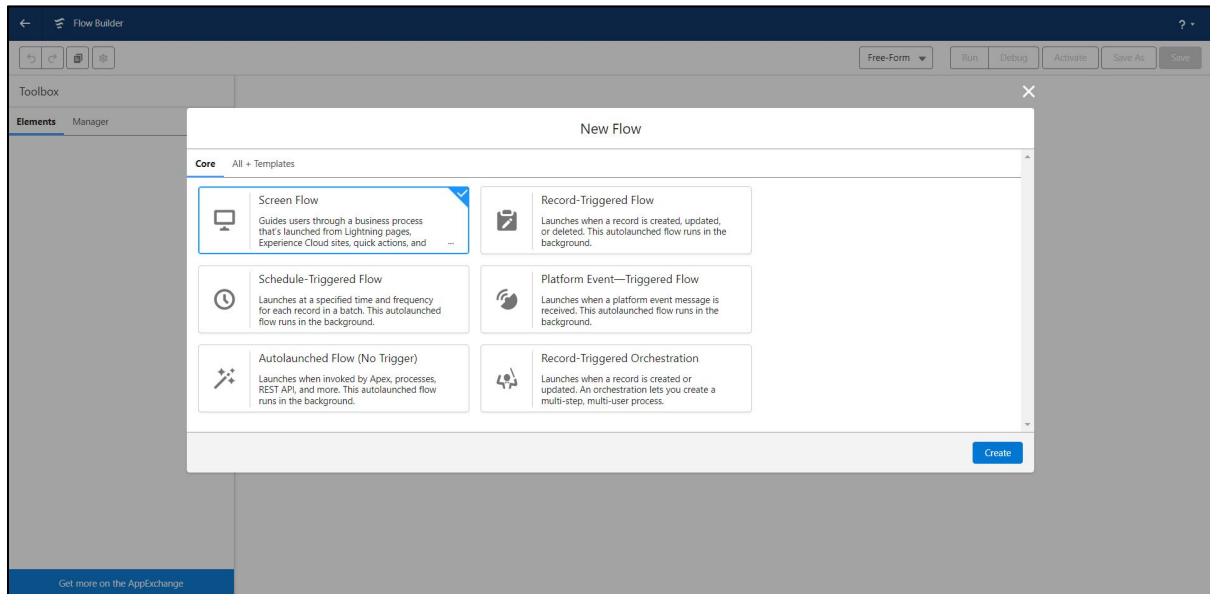 Flow Builder
?
Free-Form
Run
Debug
Activate
Save As
Save
Toolbox
Elements
Manager
New Flow
Core
All + Templates
Screen Flow
Guides users through a business process
that's launched from Lightning pages,
Experience Cloud sites, quick actions, and ...
Record-Triggered Flow
Launches when a record is created, updated,
or deleted. This autolaunched flow runs in the
background.
Schedule-Triggered Flow
Launches at a specified time and frequency
for each record in a batch. This autolaunched
flow runs in the background.
Platform Event—Triggered Flow
Launches when a platform event message is
received. This autolaunched flow runs in the
background.
Autolaunched Flow (No Trigger)
Launches when invoked by Apex, processes,
REST API, and more. This autolaunched flow
runs in the background.
Record-Triggered Orchestration
Launches when a record is created or
updated. An orchestration lets you create a
multi-step, multi-user process.
Create
Get more on the AppExchange